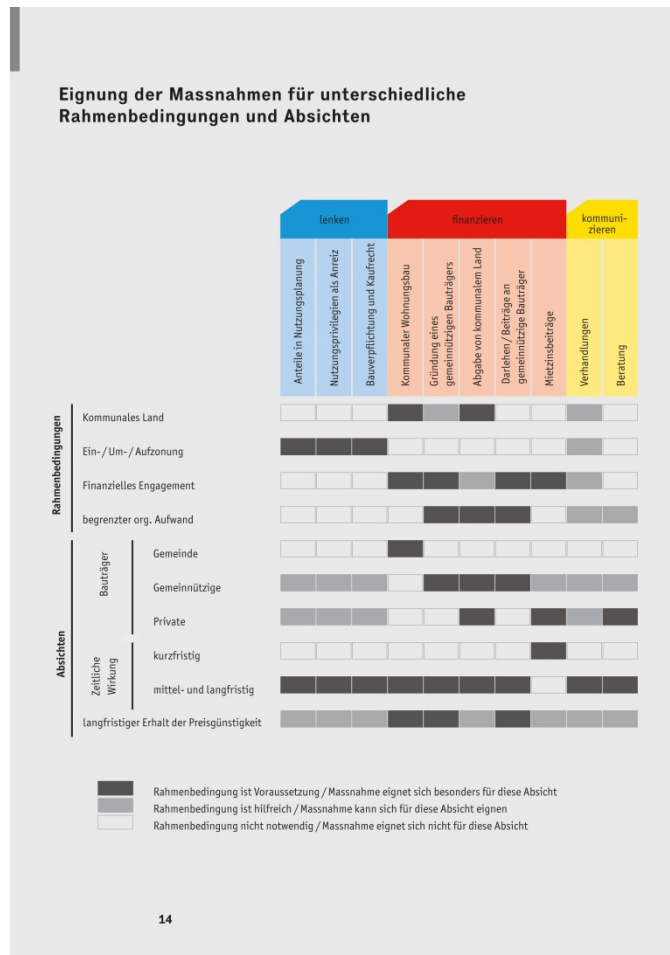 Eignung der Massnahmen für unterschiedliche
Rahmenbedingungen und Absichten
lenken
finanzieren
kommuni-
zieren
Anteile in Nutzungsplanung
Nutzungsprivilegien als Anreiz
Bauverpflichtung und Kaufrecht
Kommunaler Wohnungsbau
Gründung eines
gemeinnützigen Bauträgers
Abgabe von kommunalem Land
Darlehen / Beiträge an
gemeinnützige Bauträger
Mietzinsbeiträge
Verhandlungen
Beratung
Rahmenbedingungen
Kommunales Land
Ein- / Um- / Aufzonung
Finanzielles Engagement
begrenzter org. Aufwand
Absichten
Bauträger
Gemeinde
Gemeinnützige
Private
Zeitliche
Wirkung
kurzfristig
mittel- und langfristig
langfristiger Erhalt der Preisgünstigkeit
Rahmenbedingung ist Voraussetzung / Massnahme eignet sich besonders für diese Absicht
Rahmenbedingung ist hilfreich / Massnahme kann sich für diese Absicht eignen
Rahmenbedingung nicht notwendig / Massnahme eignet sich nicht für diese Absicht
14